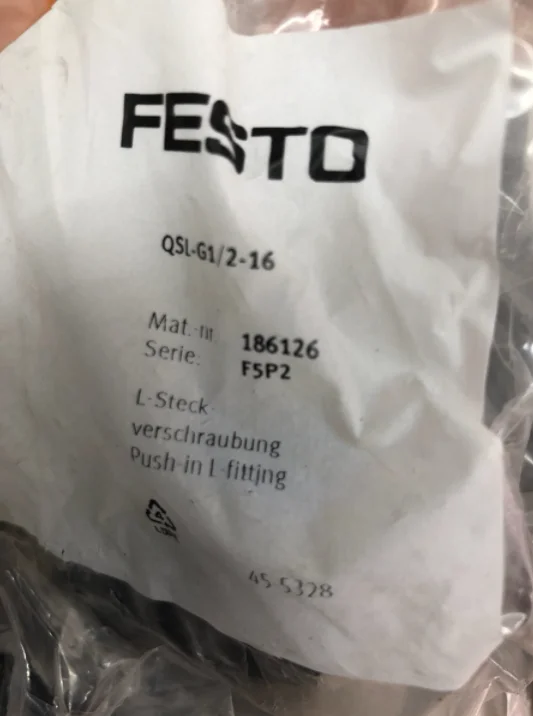 FESTO
QSL-G1/2-16
Mat.-nr. 186126
Serie: F5P2
L-Steck-
verschraubung
Push-in L-fitting
45-5328